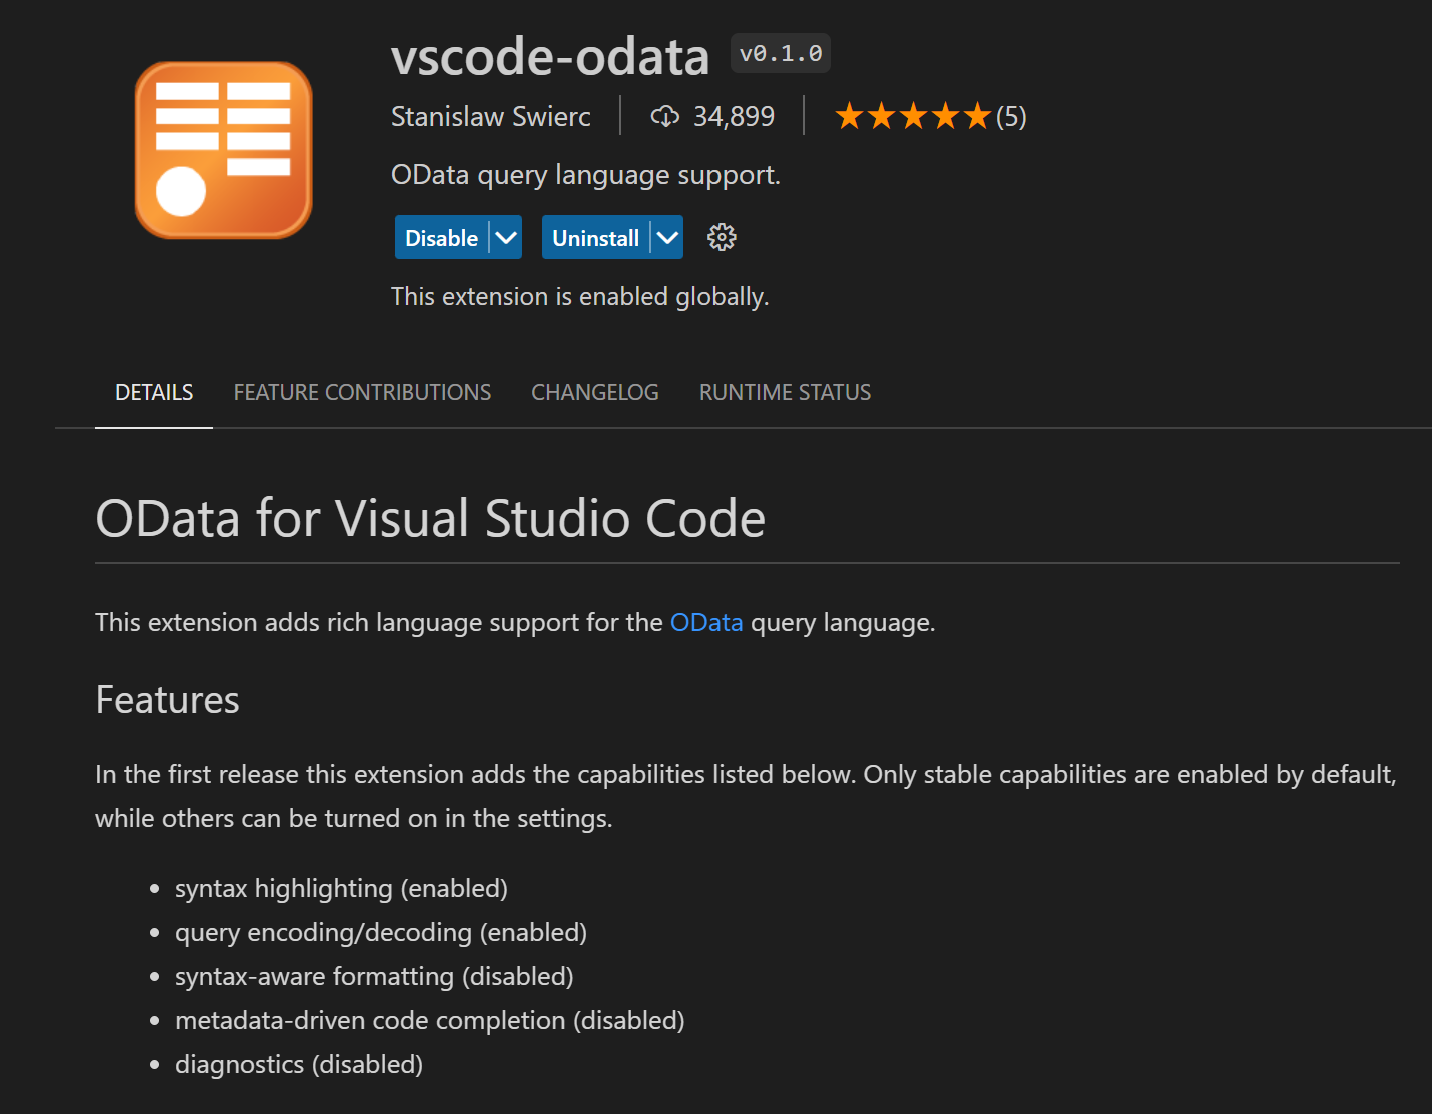 vscode-odata v0.1.0
Stanislaw Swierc 34,899 ★★★★★(5)
OData query language support.
Disable Uninstall
This extension is enabled globally.
DETAILS FEATURE CONTRIBUTIONS CHANGELOG RUNTIME STATUS
OData for Visual Studio Code
This extension adds rich language support for the OData query language.
Features
In the first release this extension adds the capabilities listed below. Only stable capabilities are enabled by default,
while others can be turned on in the settings.
• syntax highlighting (enabled)
• query encoding/decoding (enabled)
• syntax-aware formatting (disabled)
• metadata-driven code completion (disabled)
• diagnostics (disabled)